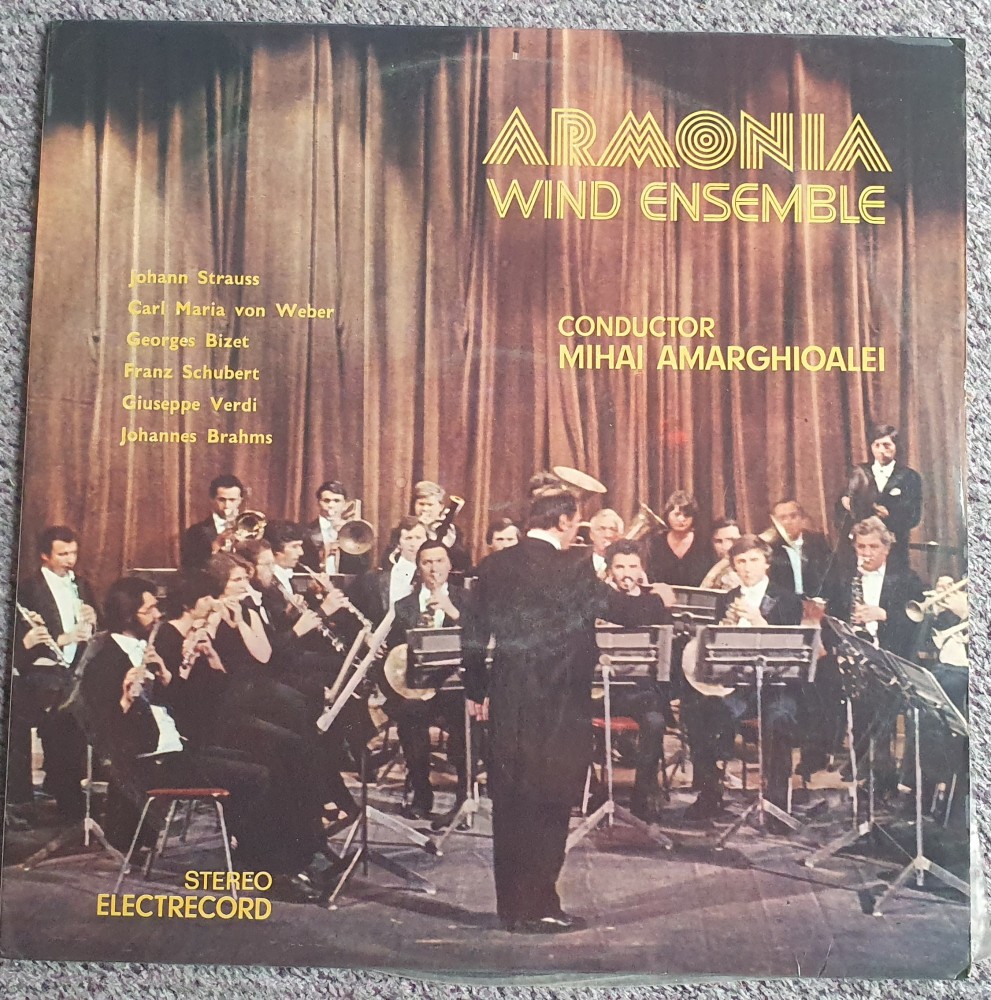 ARMONIA
WIND ENSEMBLE
Johann Strauss
Carl Maria von Weber
Georges Bizet
Franz Schubert
Giuseppe Verdi
Johannes Brahms
CONDUCTOR
MIHAI AMARGHIOALEI
STEREO
ELECTRECORD